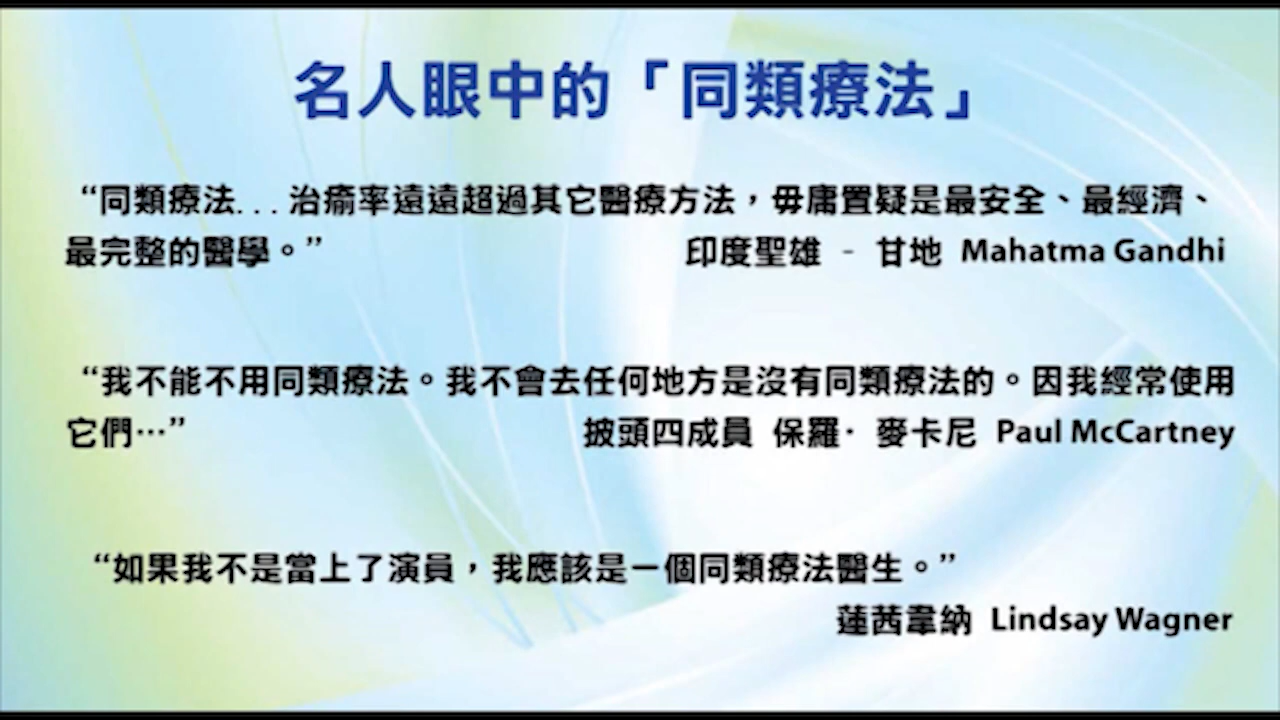 名人眼中的「同類療法」
“同類療法...治癒率遠遠超過其它醫療方法，毋庸置疑是最安全、最經濟、
最完整的醫學。” 印度聖雄 - 甘地 Mahatma Gandhi
“我不能不用同類療法。我不會去任何地方是沒有同類療法的。因我經常使用
它們…” 披頭四成員 保羅· 麥卡尼 Paul McCartney
“如果我不是當上了演員，我應該是一個同類療法醫生。”
蓮茜韋納 Lindsay Wagner